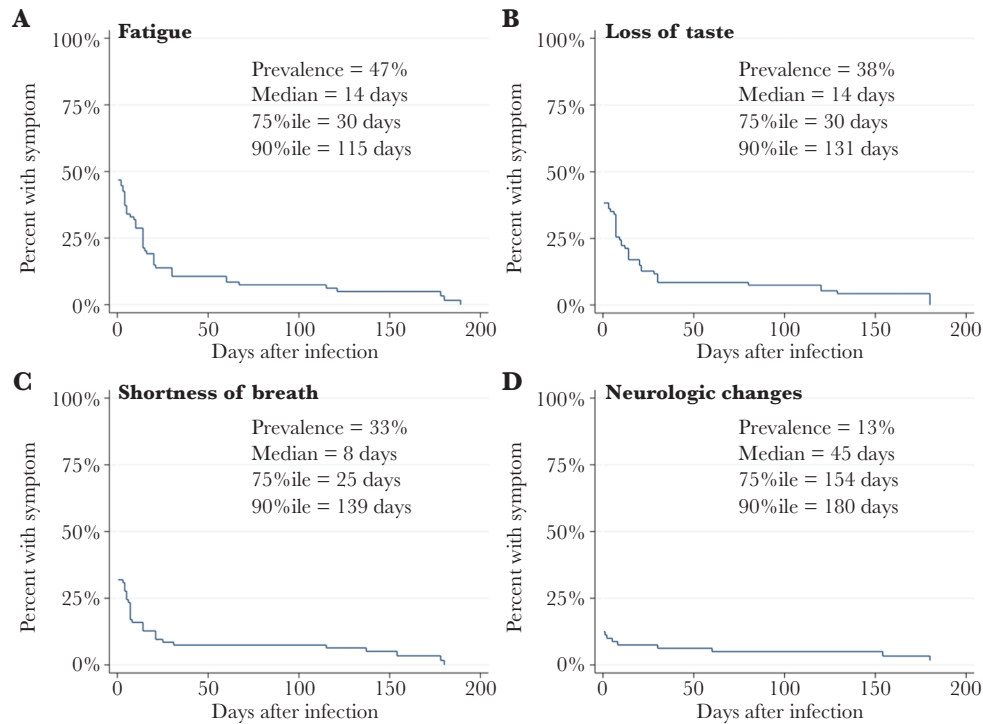 A
Fatigue
100%
75%
50%
25%
0%
Percent with symptom
Prevalence = 47%
Median = 14 days
75%ile = 30 days
90%ile = 115 days
0 50 100 150 200
Days after infection
B
Loss of taste
100%
75%
50%
25%
0%
Percent with symptom
Prevalence = 38%
Median = 14 days
75%ile = 30 days
90%ile = 131 days
0 50 100 150 200
Days after infection
C
Shortness of breath
100%
75%
50%
25%
0%
Percent with symptom
Prevalence = 33%
Median = 8 days
75%ile = 25 days
90%ile = 139 days
0 50 100 150 200
Days after infection
D
Neurologic changes
100%
75%
50%
25%
0%
Percent with symptom
Prevalence = 13%
Median = 45 days
75%ile = 154 days
90%ile = 180 days
0 50 100 150 200
Days after infection